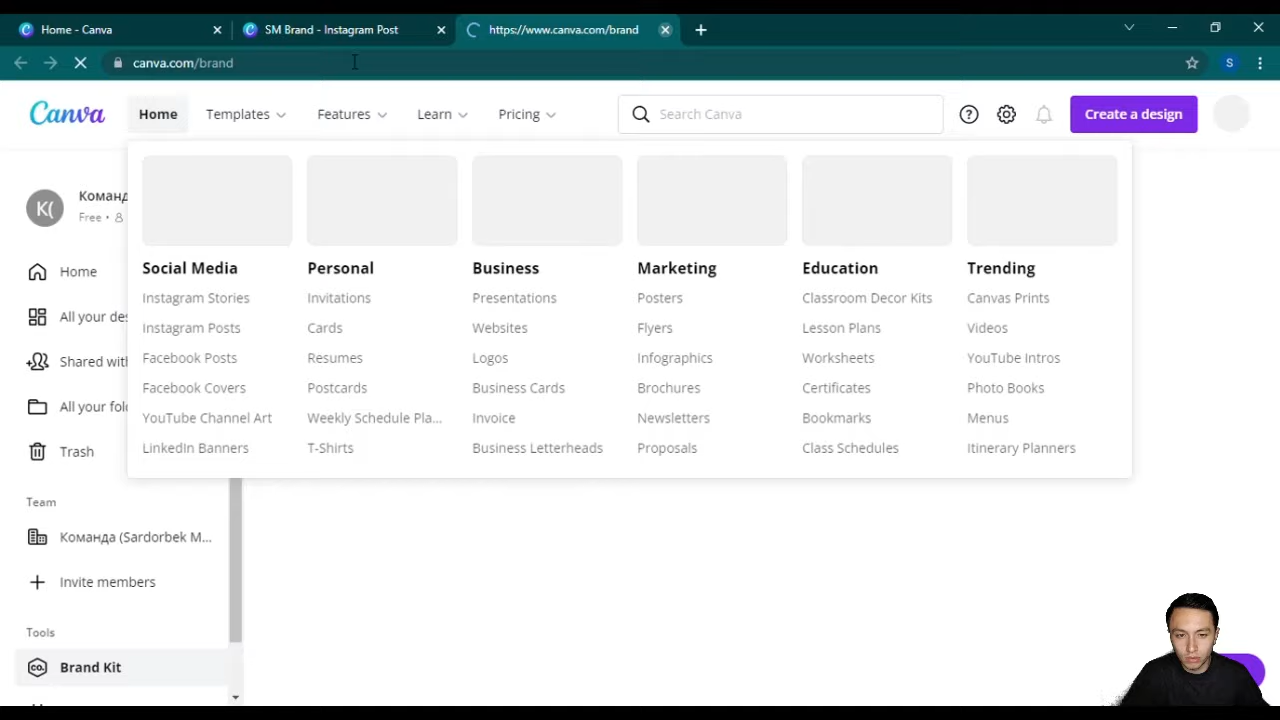 Home - Canva
SM Brand - Instagram Post
https://www.canva.com/brand
canva.com/brand
S
Canva
Home
Templates
Features
Learn
Pricing
Search Canva
Create a design
К(
Команд
Free •
Home
All your des
Shared with
All your fold
Trash
Team
Команда (Sardorbek M...
Invite members
Tools
CO.
Brand Kit
Social Media
Instagram Stories
Instagram Posts
Facebook Posts
Facebook Covers
YouTube Channel Art
LinkedIn Banners
Personal
Invitations
Cards
Resumes
Postcards
Weekly Schedule Pla...
T-Shirts
Business
Presentations
Websites
Logos
Business Cards
Invoice
Business Letterheads
Marketing
Posters
Flyers
Infographics
Brochures
Newsletters
Proposals
Education
Classroom Decor Kits
Lesson Plans
Worksheets
Certificates
Bookmarks
Class Schedules
Trending
Canvas Prints
Videos
YouTube Intros
Photo Books
Menus
Itinerary Planners